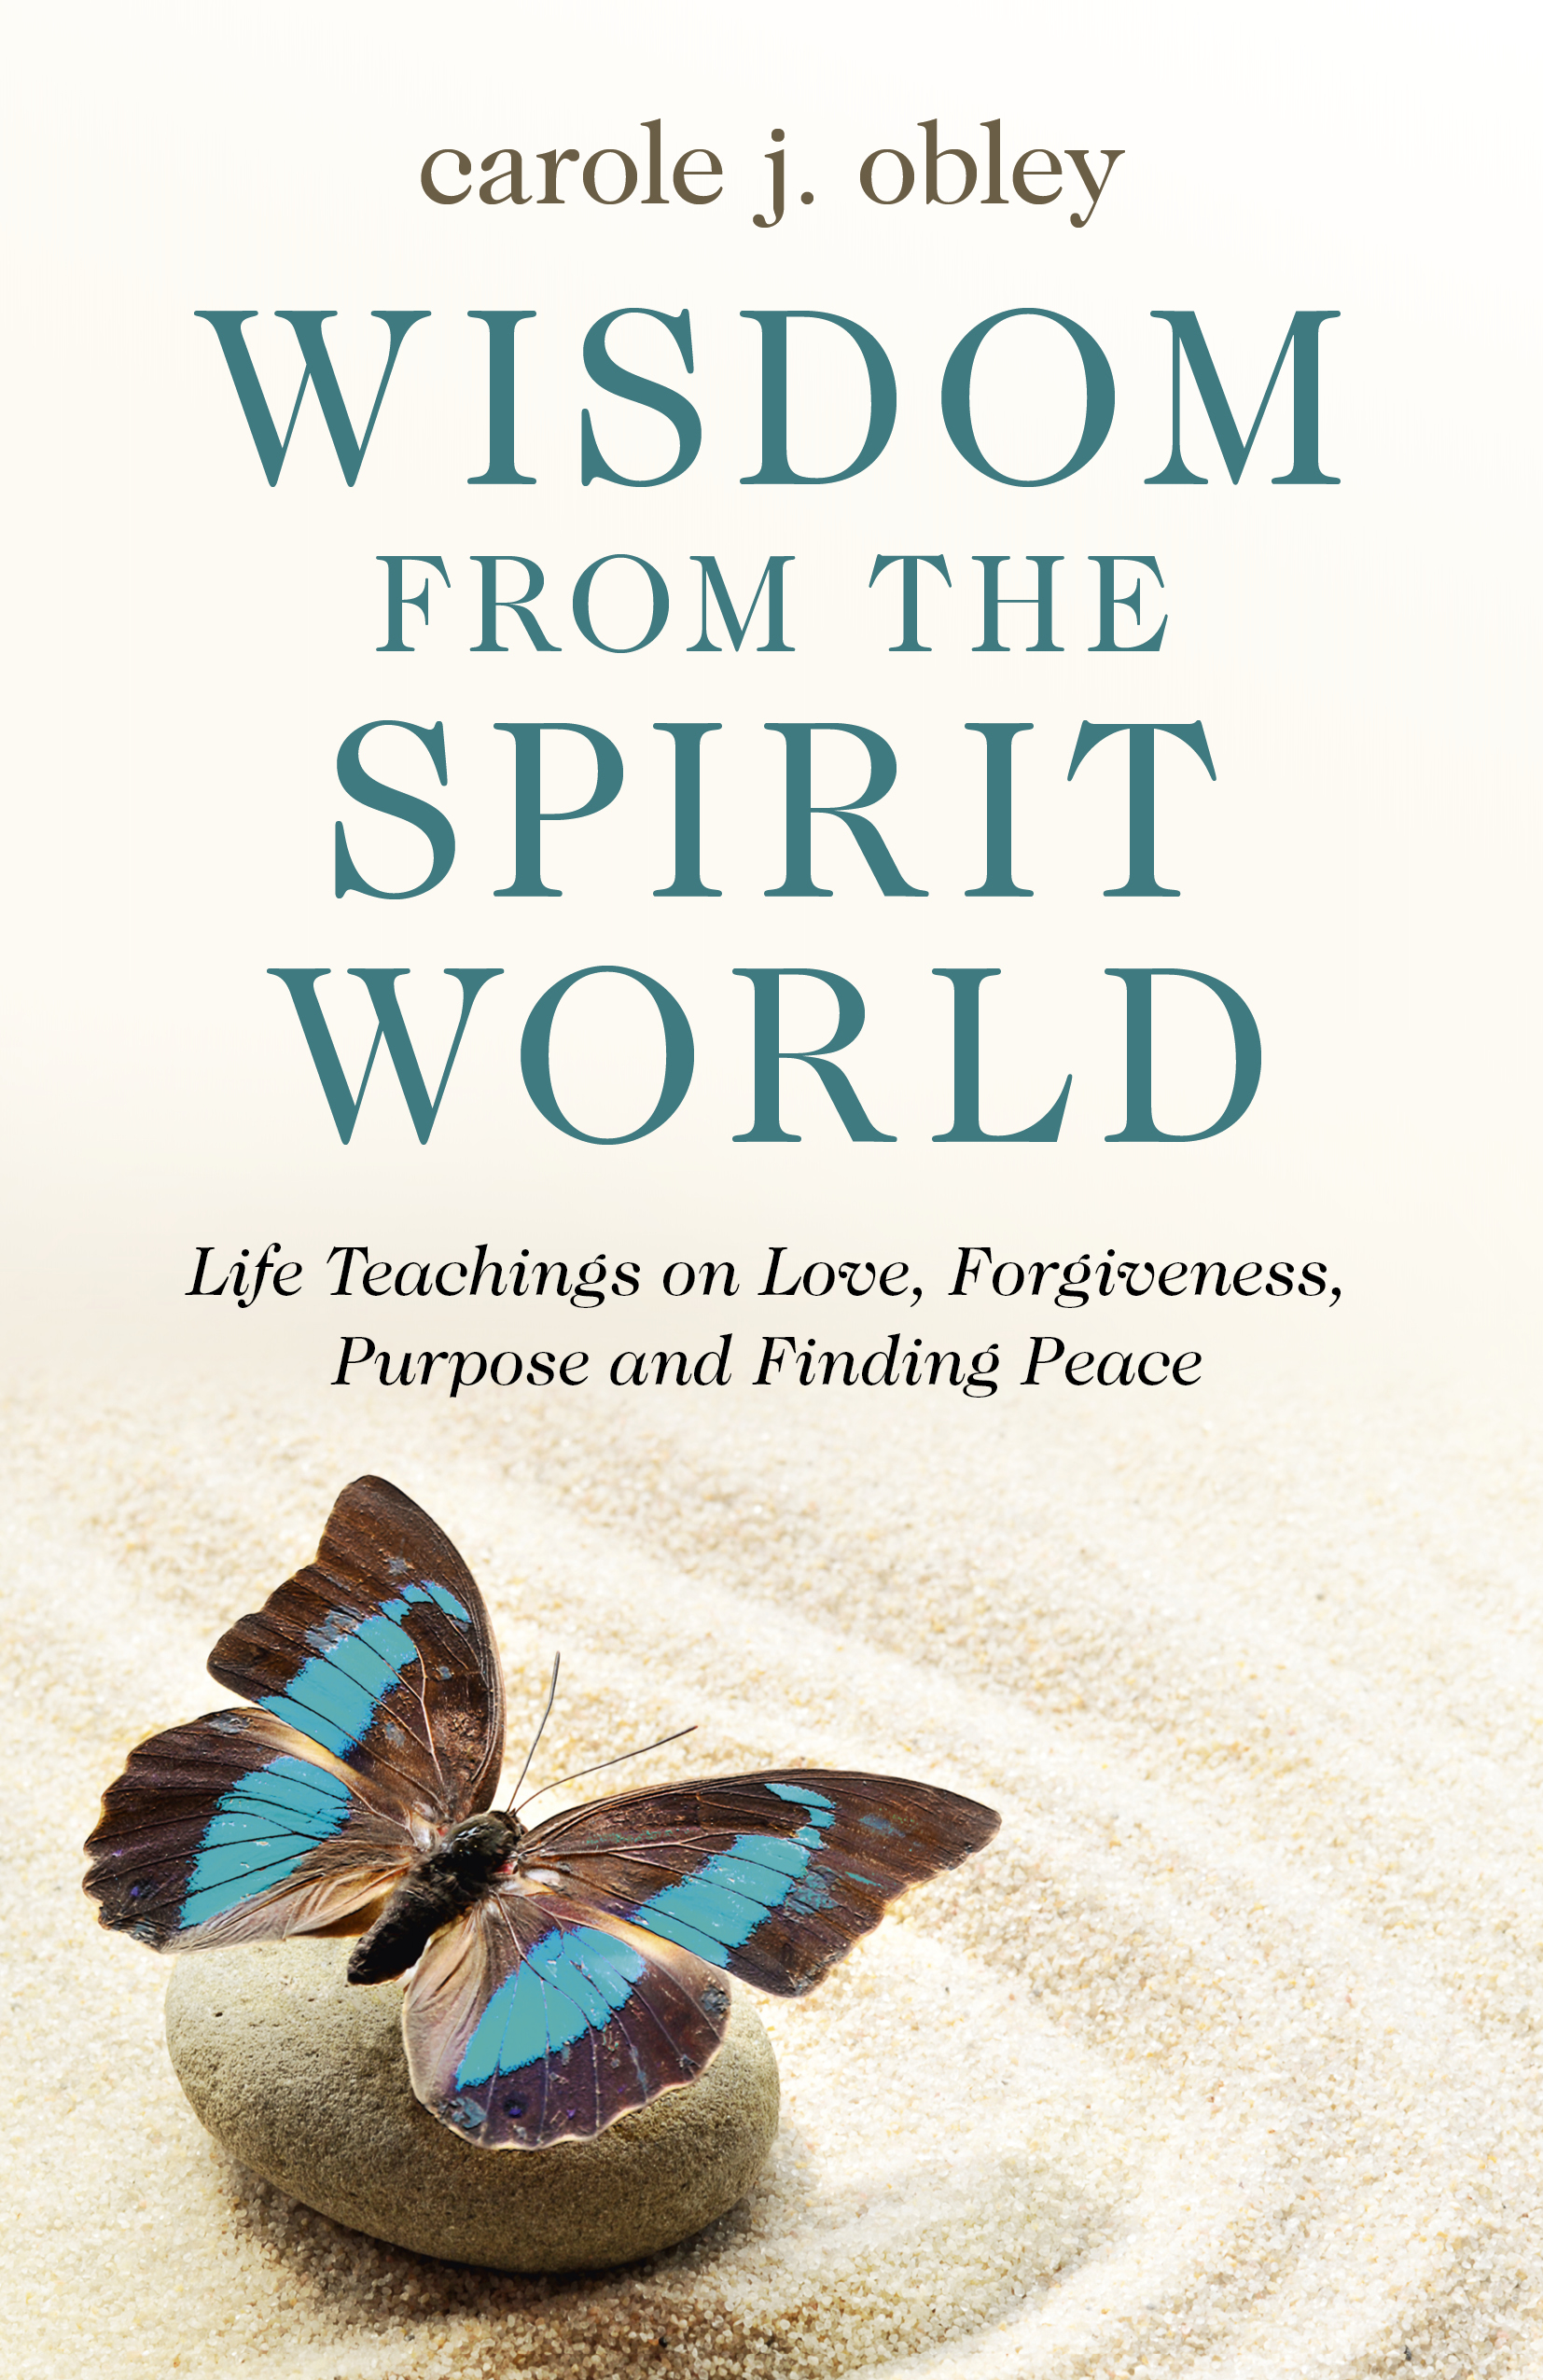 carole j. obley
WISDOM
FROM THE
SPIRIT
WORLD
Life Teachings on Love, Forgiveness,
Purpose and Finding Peace